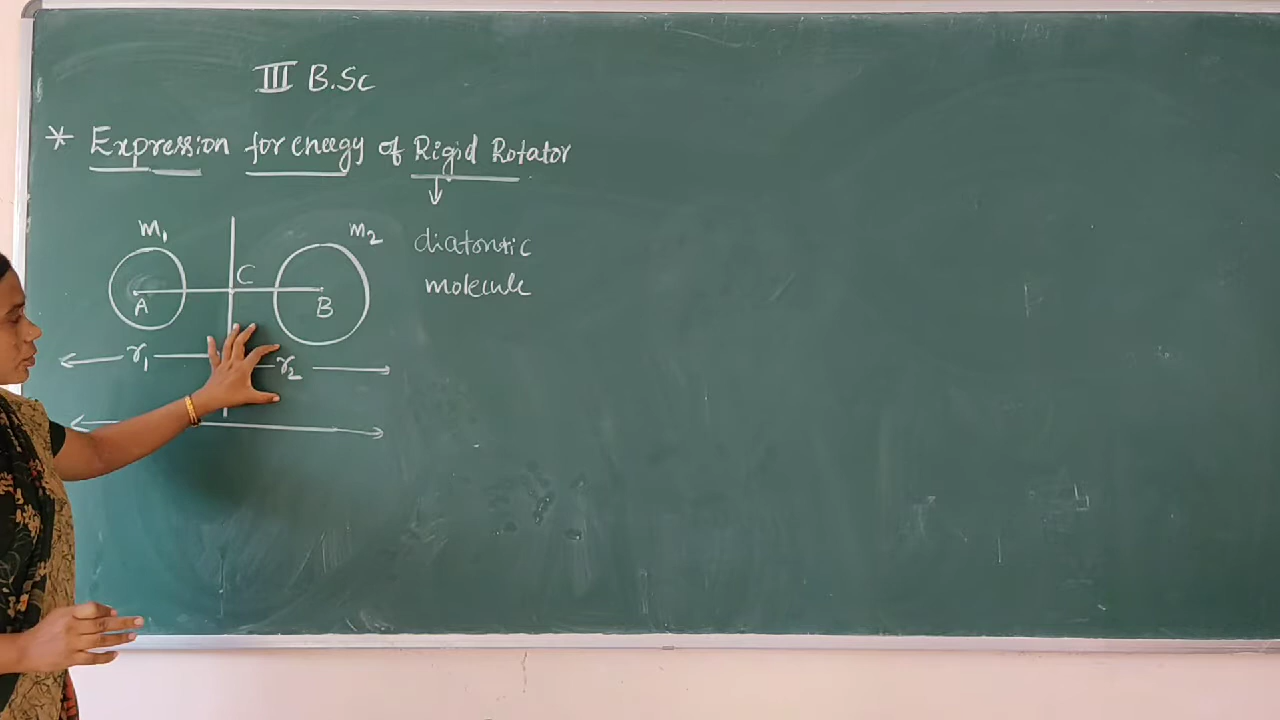 III B.Sc
* Expression for energy of Rigid Rotator
m₁
m₂
diatomic
molecule
C
A
B
r₁
r₂